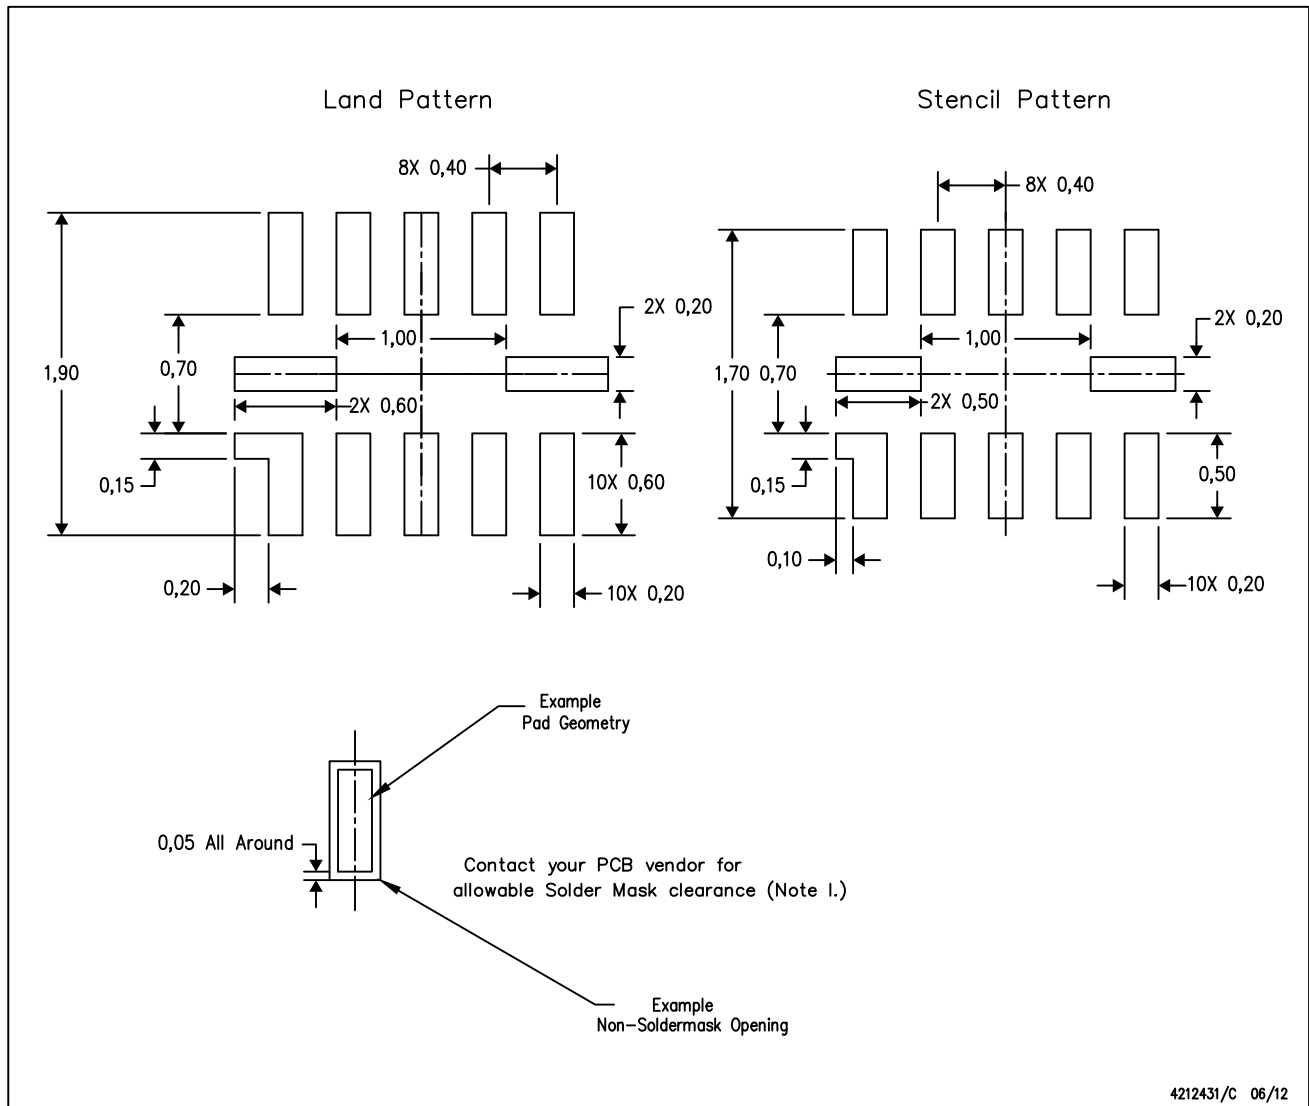 Land Pattern
Stencil Pattern
8X 0,40
8X 0,40
2X 0,20
2X 0,20
1,00
1,00
1,90
0,70
1,70
0,70
2X 0,60
2X 0,50
0,15
10X 0,60
0,15
0,50
0,20
10X 0,20
0,10
10X 0,20
Example
Pad Geometry
0,05 All Around
Contact your PCB vendor for
allowable Solder Mask clearance (Note I.)
Example
Non-Soldermask Opening
4212431/C 06/12